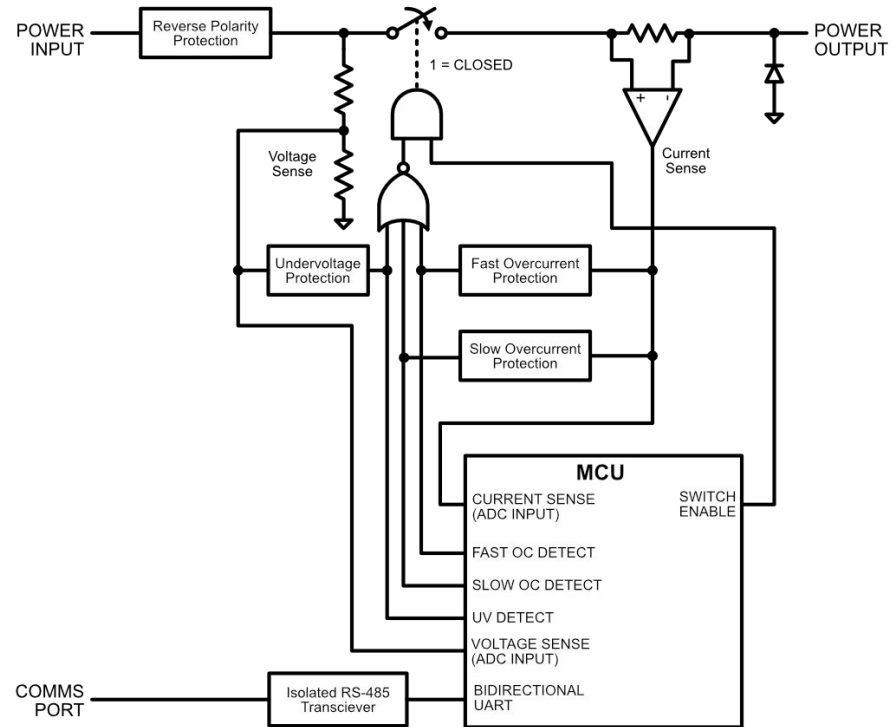 POWER
INPUT
Reverse Polarity
Protection
POWER
OUTPUT
1 = CLOSED
+ -
Voltage
Sense
Current
Sense
Undervoltage
Protection
Fast Overcurrent
Protection
Slow Overcurrent
Protection
MCU
CURRENT SENSE
(ADC INPUT)
SWITCH
ENABLE
FAST OC DETECT
SLOW OC DETECT
UV DETECT
VOLTAGE SENSE
(ADC INPUT)
COMMS
PORT
Isolated RS-485
Transciever
BIDIRECTIONAL
UART